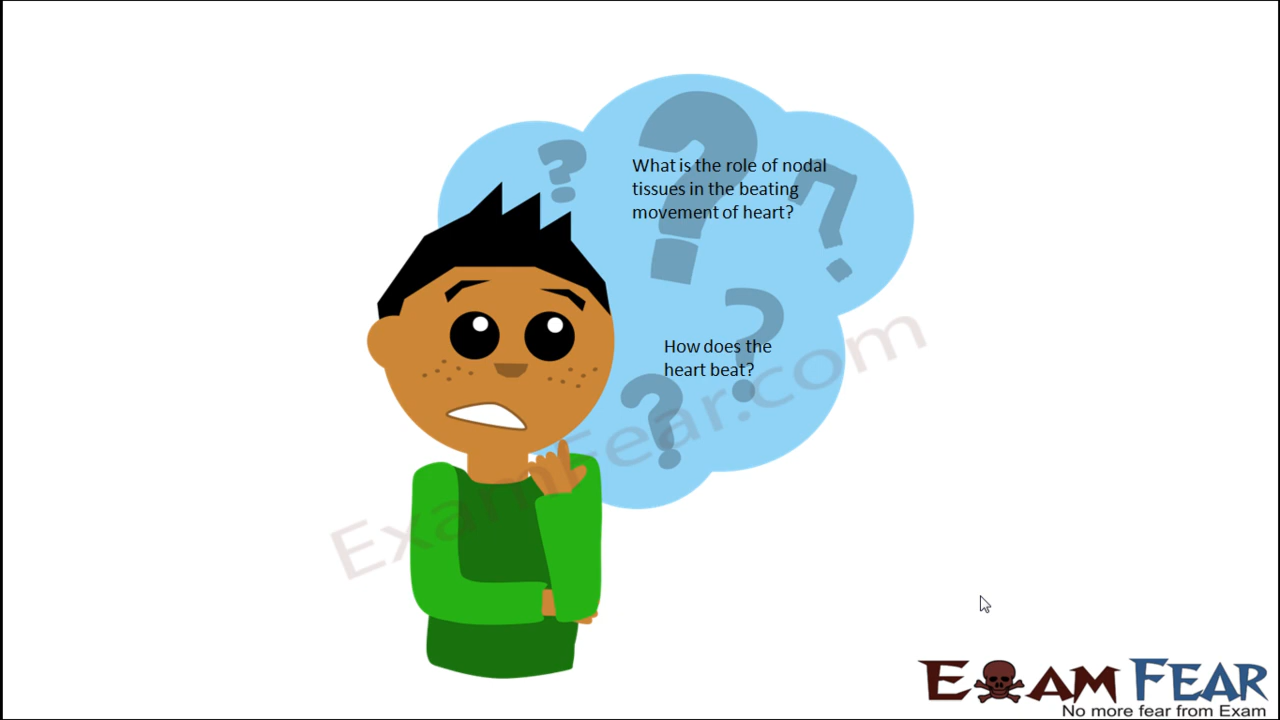 What is the role of nodal
tissues in the beating
movement of heart?
How does the
heart beat?
ExamFear.com
EXAM FEAR
No more fear from Exam